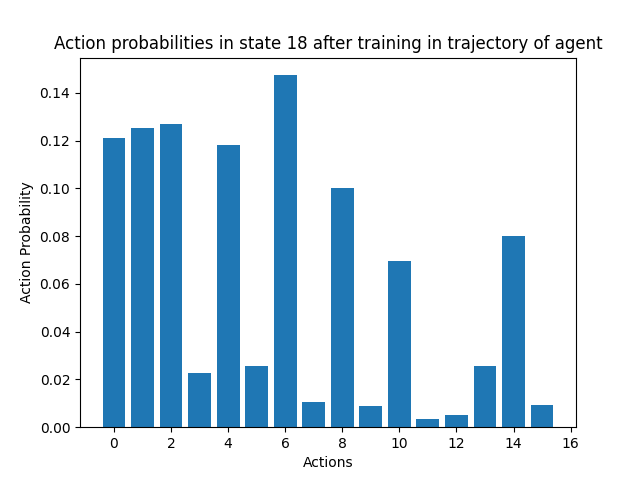 Action probabilities in state 18 after training in trajectory of agent
0.14
0.12
0.10
0.08
0.06
0.04
0.02
0.00
Action Probability
0 2 4 6 8 10 12 14 16
Actions